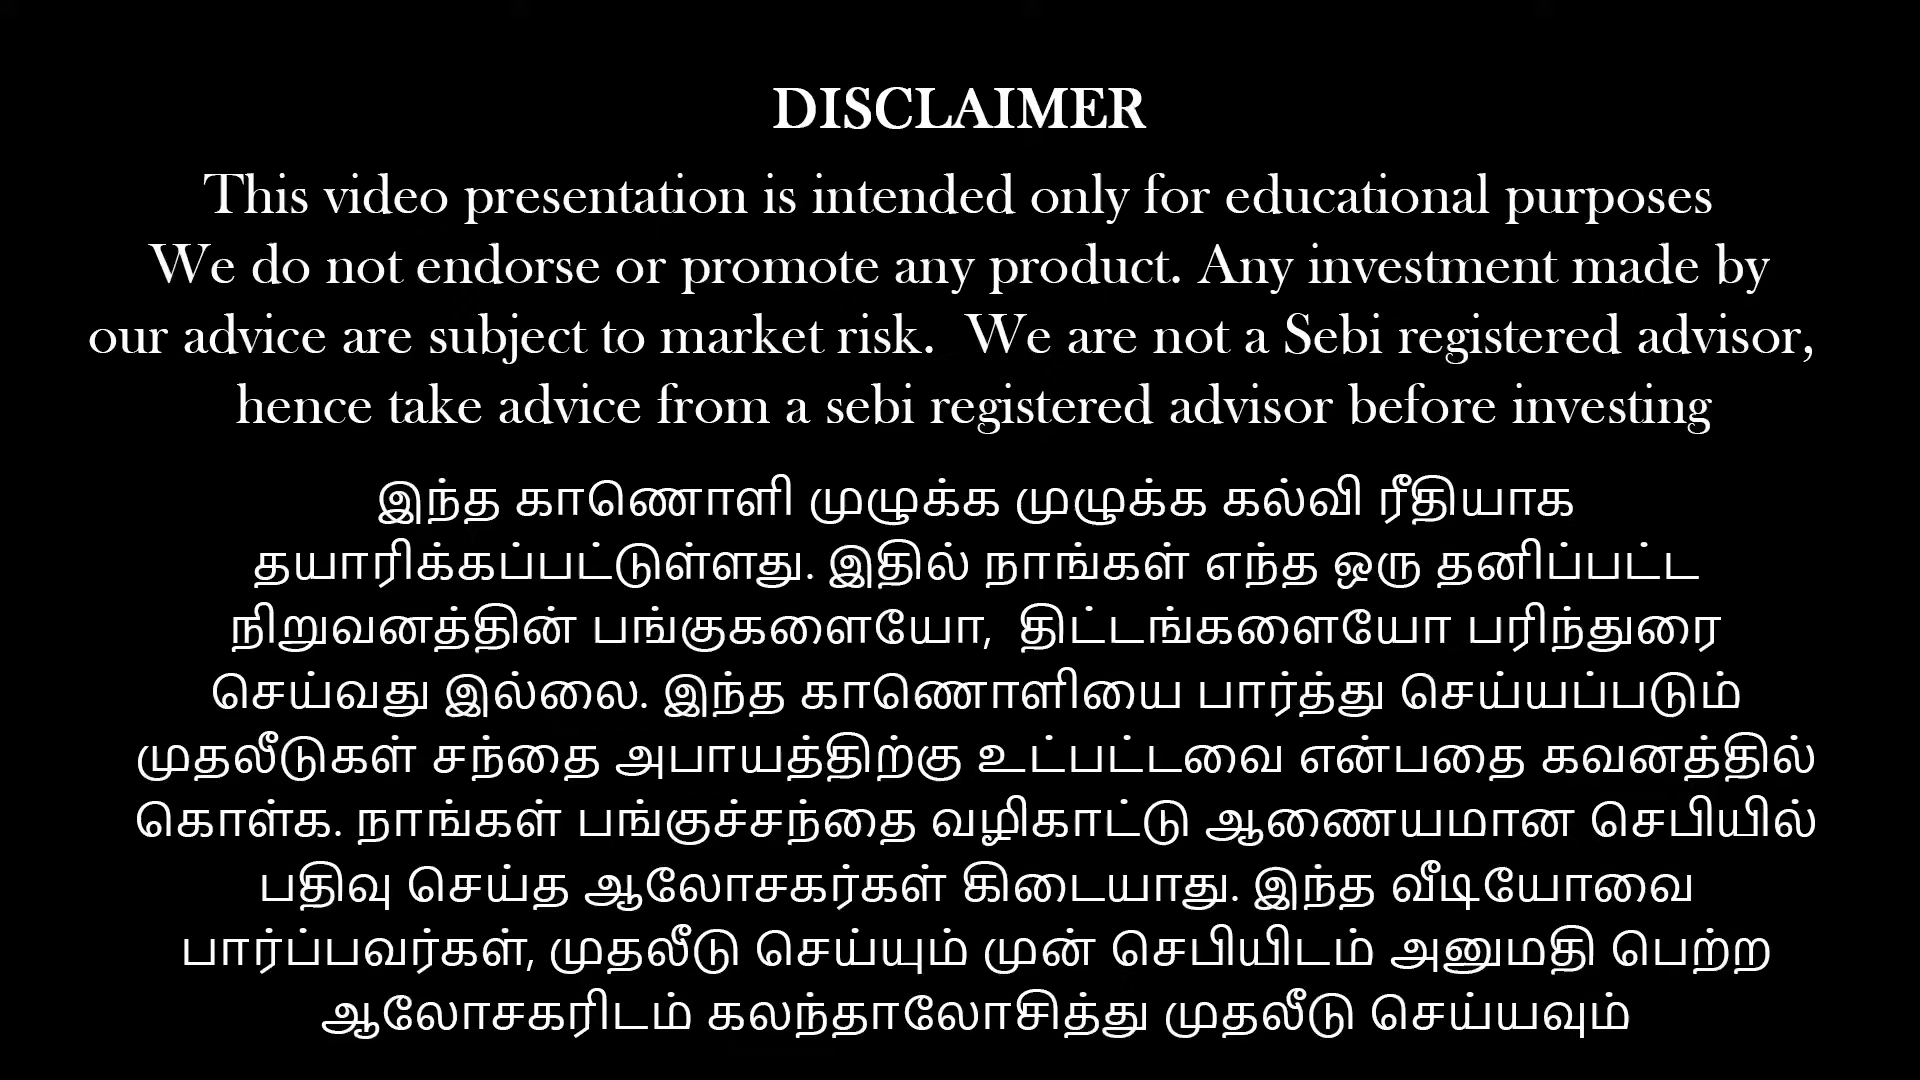 DISCLAIMER
This video presentation is intended only for educational purposes
We do not endorse or promote any product. Any investment made by
our advice are subject to market risk.  We are not a Sebi registered advisor,
hence take advice from a sebi registered advisor before investing
இந்த காணொளி முழுக்க முழுக்க கல்வி ரீதியாக
தயாரிக்கப்பட்டுள்ளது. இதில் நாங்கள் எந்த ஒரு தனிப்பட்ட
நிறுவனத்தின் பங்குகளையோ,  திட்டங்களையோ பரிந்துரை
செய்வது இல்லை. இந்த காணொளியை பார்த்து செய்யப்படும்
முதலீடுகள் சந்தை அபாயத்திற்கு உட்பட்டவை என்பதை கவனத்தில்
கொள்க. நாங்கள் பங்குச்சந்தை வழிகாட்டு ஆணையமான செபியில்
பதிவு செய்த ஆலோசகர்கள் கிடையாது. இந்த வீடியோவை
பார்ப்பவர்கள், முதலீடு செய்யும் முன் செபியிடம் அனுமதி பெற்ற
ஆலோசகரிடம் கலந்தாலோசித்து முதலீடு செய்யவும்